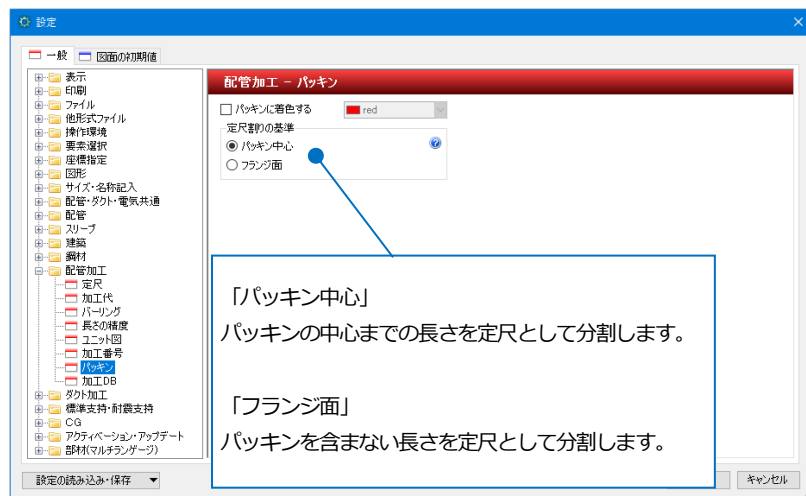 設定
一般
図面の初期値
表示
印刷
ファイル
他形式ファイル
操作環境
要素選択
座標指定
図形
サイズ・名称記入
配管・ダクト・電気共通
配管
スリーブ
建築
鋼材
配管加工
定尺
加工代
バーリング
長さの精度
ユニット図
加工番号
パッキン
加工DB
ダクト加工
標準支持・耐震支持
CG
アクティベーション・アップデート
部材(マルチランゲージ)
配管加工 − パッキン
パッキンに着色する
red
定尺割りの基準
パッキン中心
フランジ面
「パッキン中心」
パッキンの中心までの長さを定尺として分割します。
「フランジ面」
パッキンを含まない長さを定尺として分割します。
設定の読み込み・保存
キャンセル